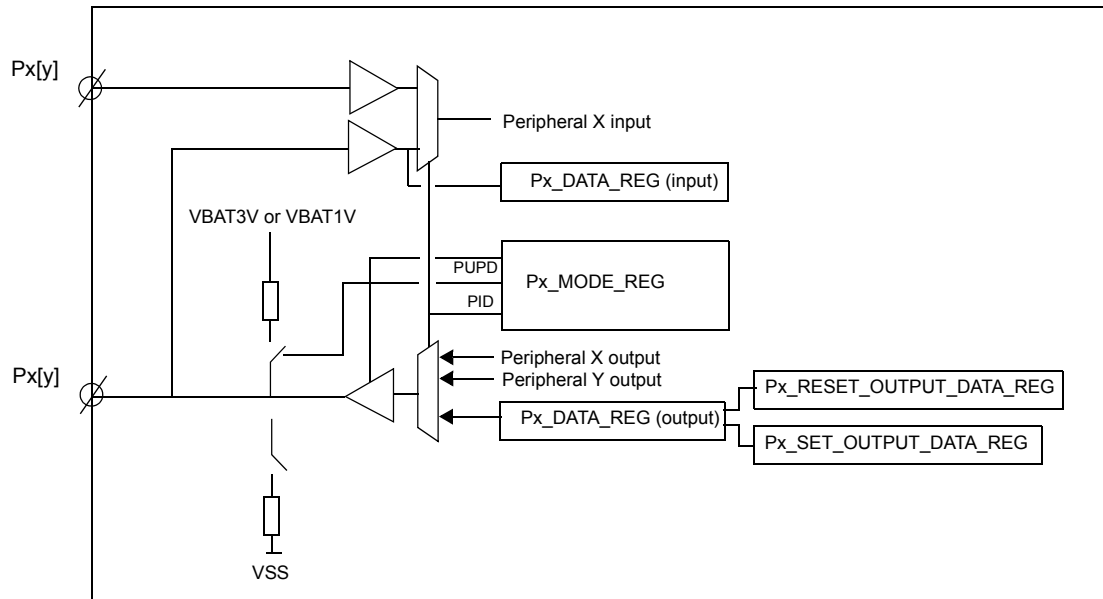 Px[y]
Peripheral X input
Px_DATA_REG (input)
VBAT3V or VBAT1V
PUPD
Px_MODE_REG
PID
Peripheral X output
Px[y]
Peripheral Y output
Px_DATA_REG (output)
Px_RESET_OUTPUT_DATA_REG
Px_SET_OUTPUT_DATA_REG
VSS